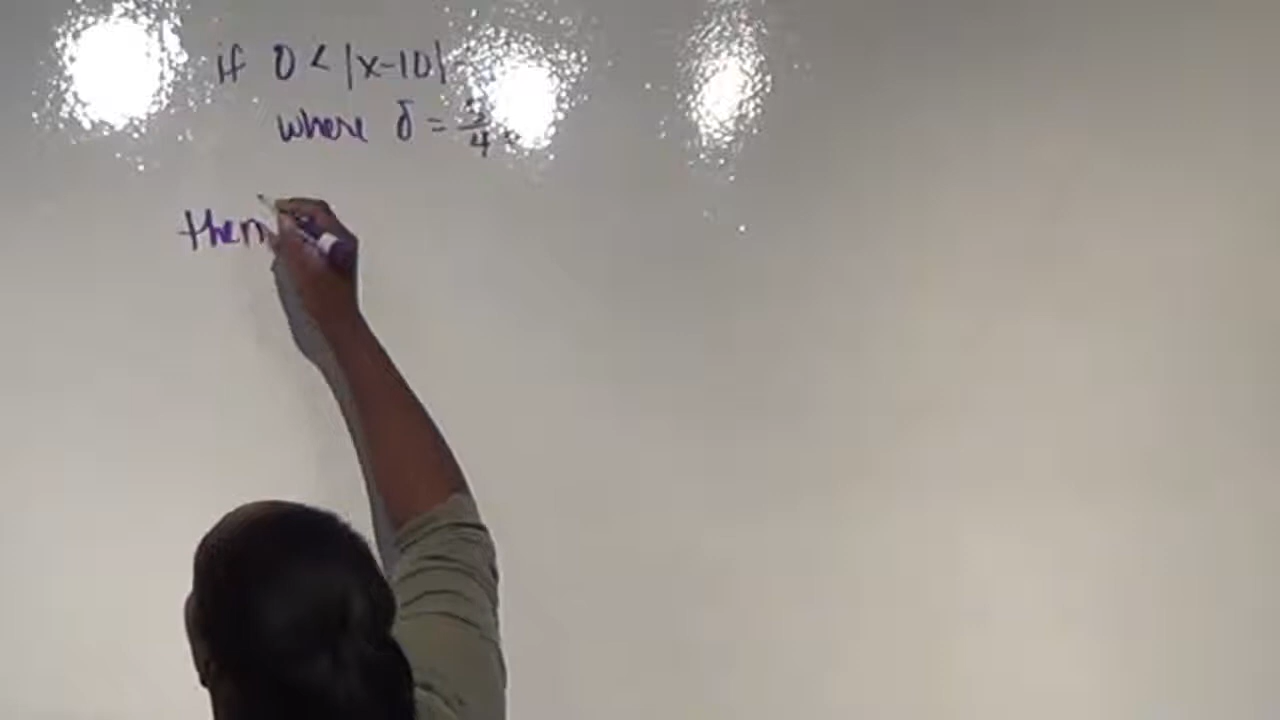 if 0 < |x-10|
where δ = /4
then